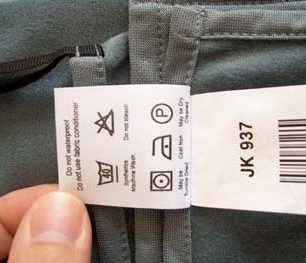 Do not waterproof
Do not use fabric conditioner
Do not bleach
May be Dry
Cleaned
40
Synthetics
Machine Wash
Cool Iron
May be
Tumble Dried
P
JK 937